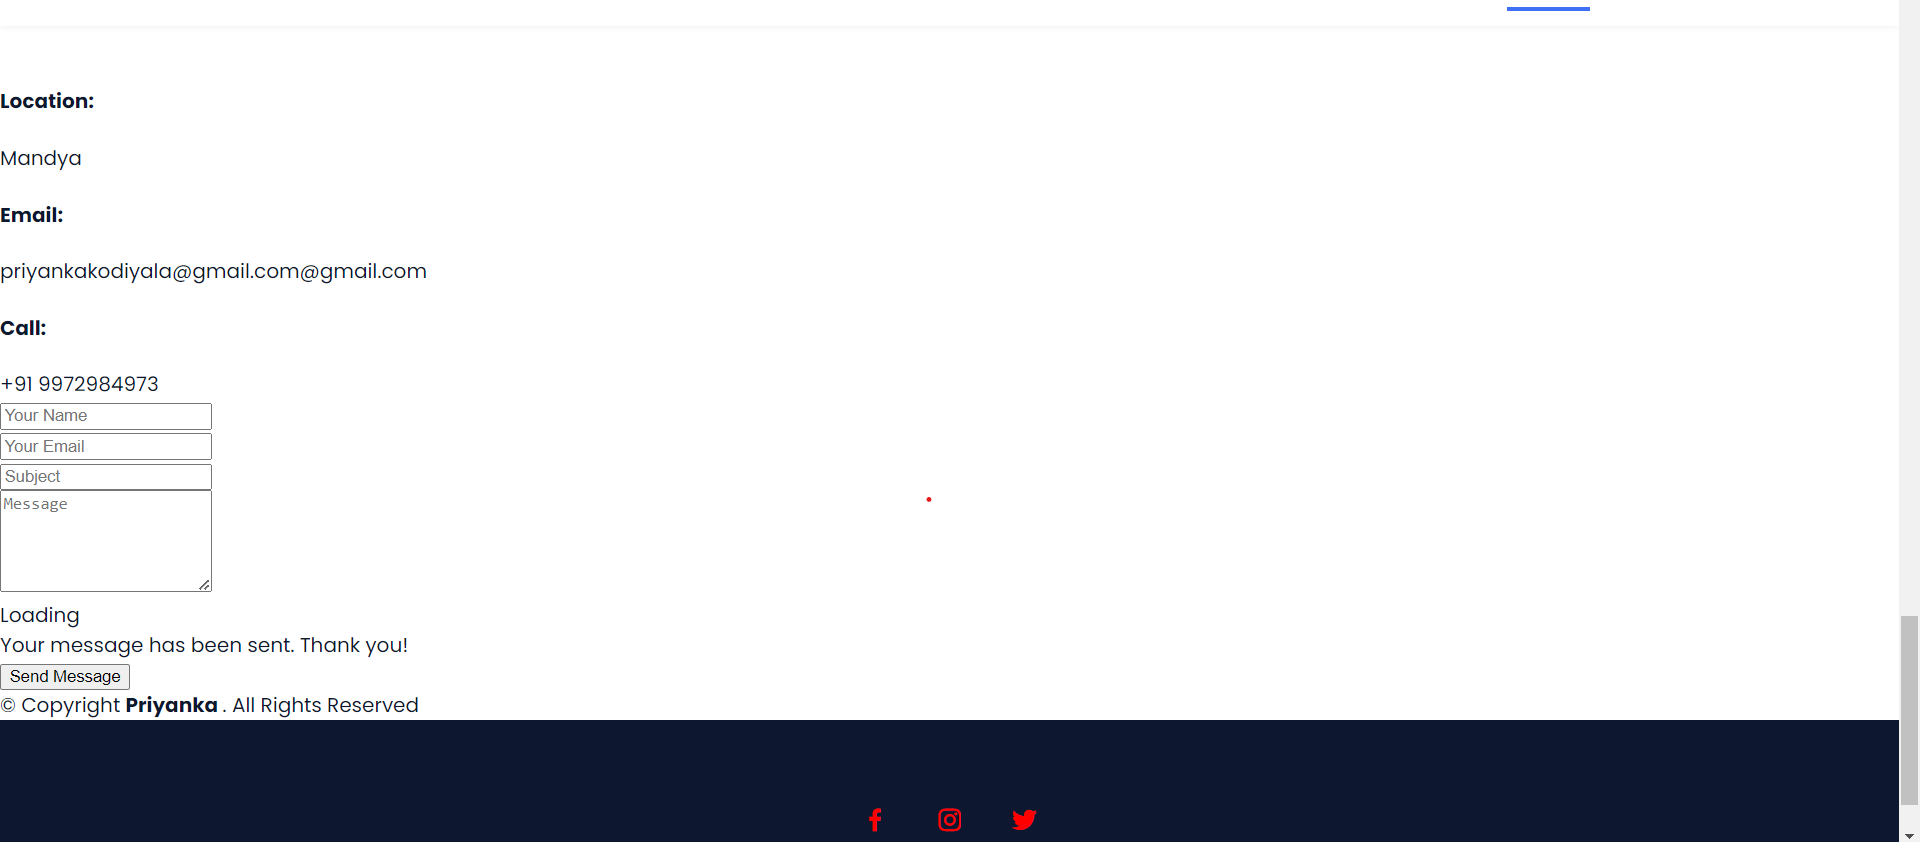 Location:
Mandya
Email:
priyankakodiyala@gmail.com@gmail.com
Call:
+91 9972984973
Your Name
Your Email
Subject
Message
Loading
Your message has been sent. Thank you!
Send Message
© Copyright Priyanka . All Rights Reserved